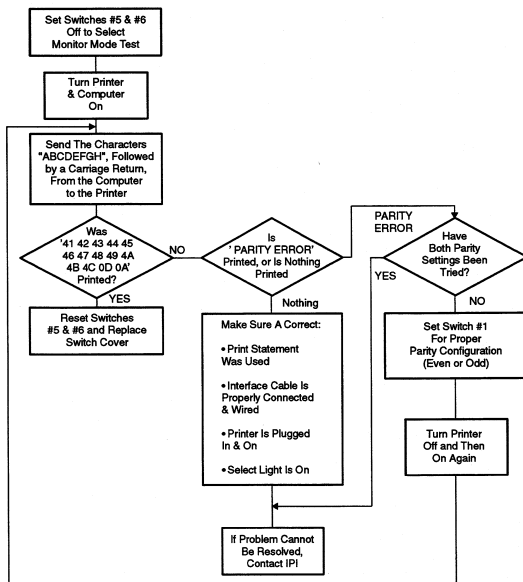 Set Switches #5 & #6
Off to Select
Monitor Mode Test
Turn Printer
& Computer
On
Send The Characters
"ABCDEFGH", Followed
by a Carriage Return,
From the Computer
to the Printer
Was
'41 42 43 44 45
46 47 48 49 4A
4B 4C 0D 0A'
Printed?
NO
YES
Reset Switches
#5 & #6 and Replace
Switch Cover
Is
' PARITY ERROR'
Printed, or Is Nothing
Printed
PARITY
ERROR
Nothing
Make Sure A Correct:
• Print Statement
Was Used
• Interface Cable Is
Properly Connected
& Wired
• Printer Is Plugged
In & On
• Select Light Is On
Have
Both Parity
Settings Been
Tried?
YES
NO
Set Switch #1
For Proper
Parity Configuration
(Even or Odd)
Turn Printer
Off and Then
On Again
If Problem Cannot
Be Resolved,
Contact IPI